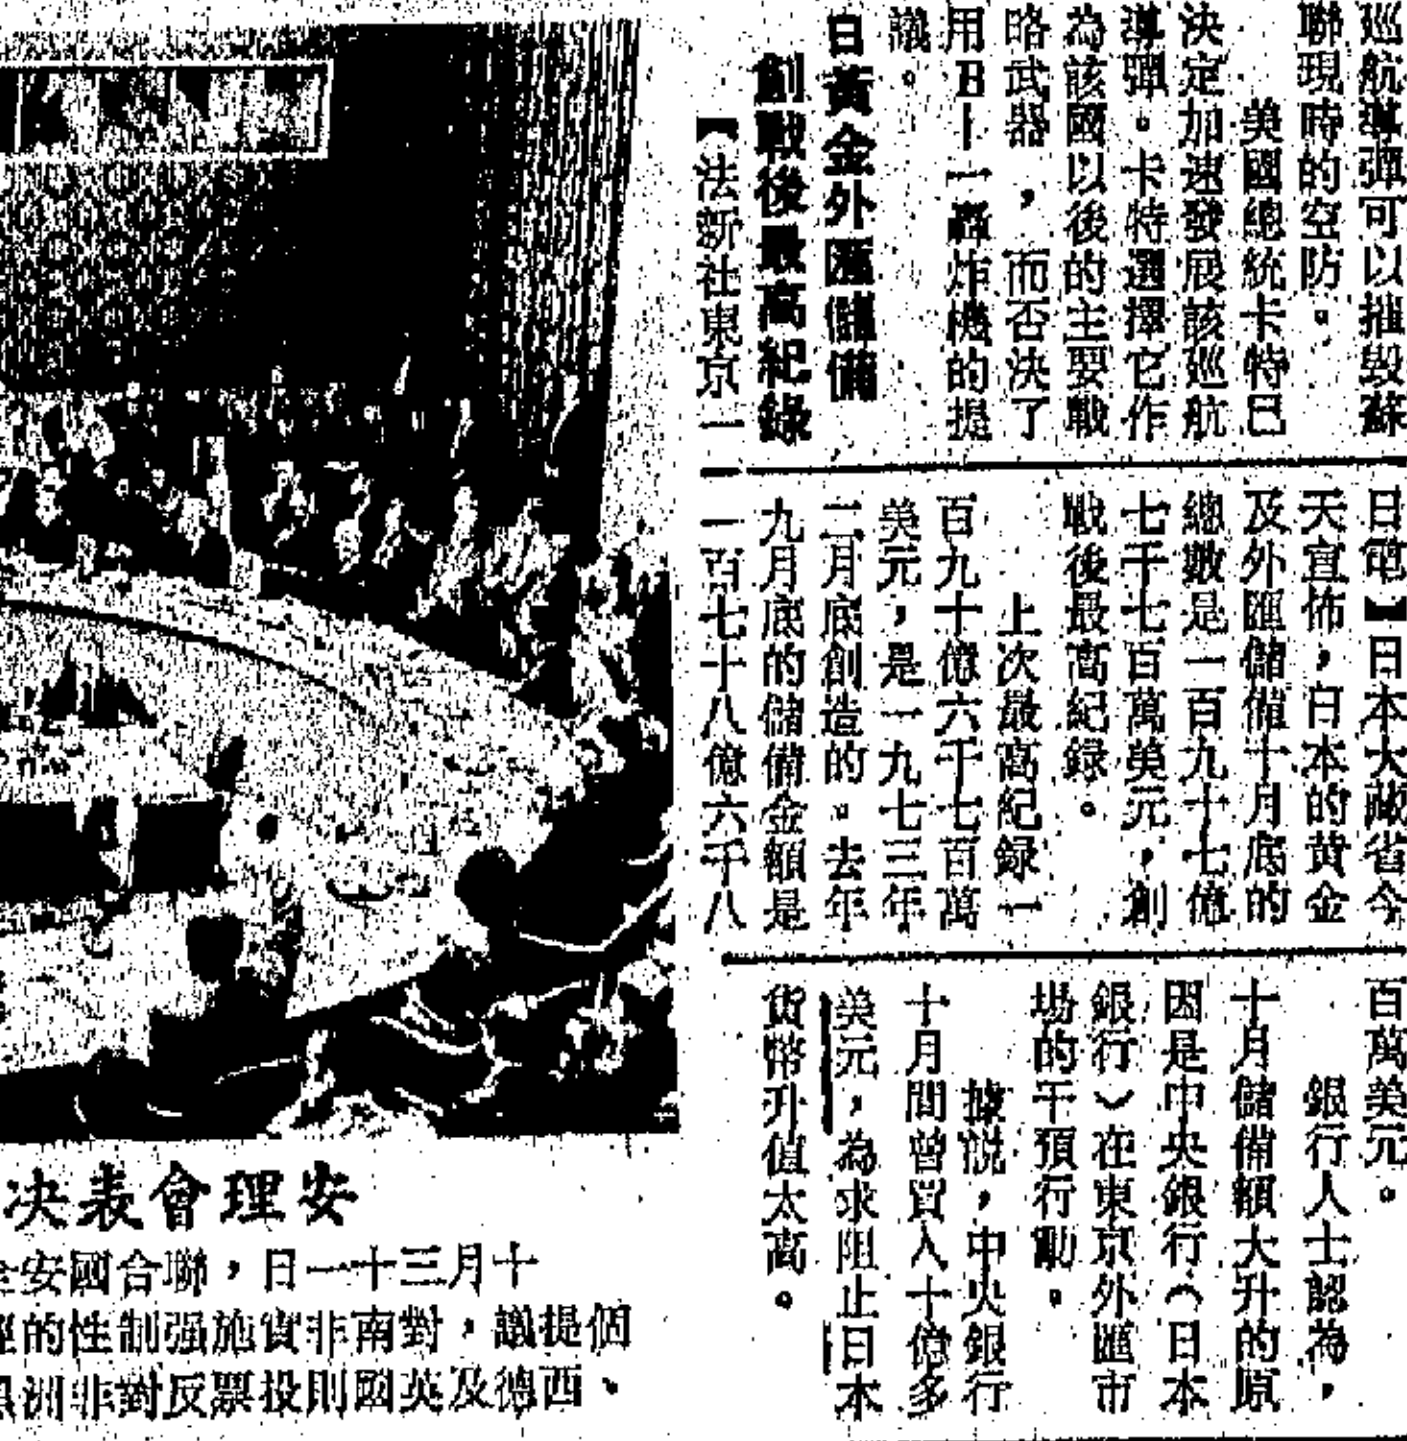 巡航導彈可以摧毀蘇
聯現時的空防。
美國總統卡特已
決定加速發展該巡航
導彈。卡特選擇它作
為該國以後的主要戰
略武器,而否決了
用B—一轟炸機的提
議。
日黃金外匯儲備
創戰後最高紀錄
【法新社東京一
日電】日本大藏省今
天宣佈,日本的黃金
及外匯儲備十月底的
總數是一百九十七億
七千七百萬美元,創
戰後最高紀錄。
上次最高紀録一
百九十億六千七百萬
美元,是一九七三年
二月底創造的。去年
九月底的儲備金額是
一百七十八億六千八
百萬美元。
銀行人士認為,
十月儲備額大升的原
因是中央銀行(日本
銀行)在東京外匯市
場的干預行動。
據說,中央銀行
十月間曾買入十億多
美元,為求阻止日本
貨幣升值太高。
安理會表決
十月三十一日,聯合國安全
個提議,對南非實施强制性的經
、西德及英國則投票反對非洲